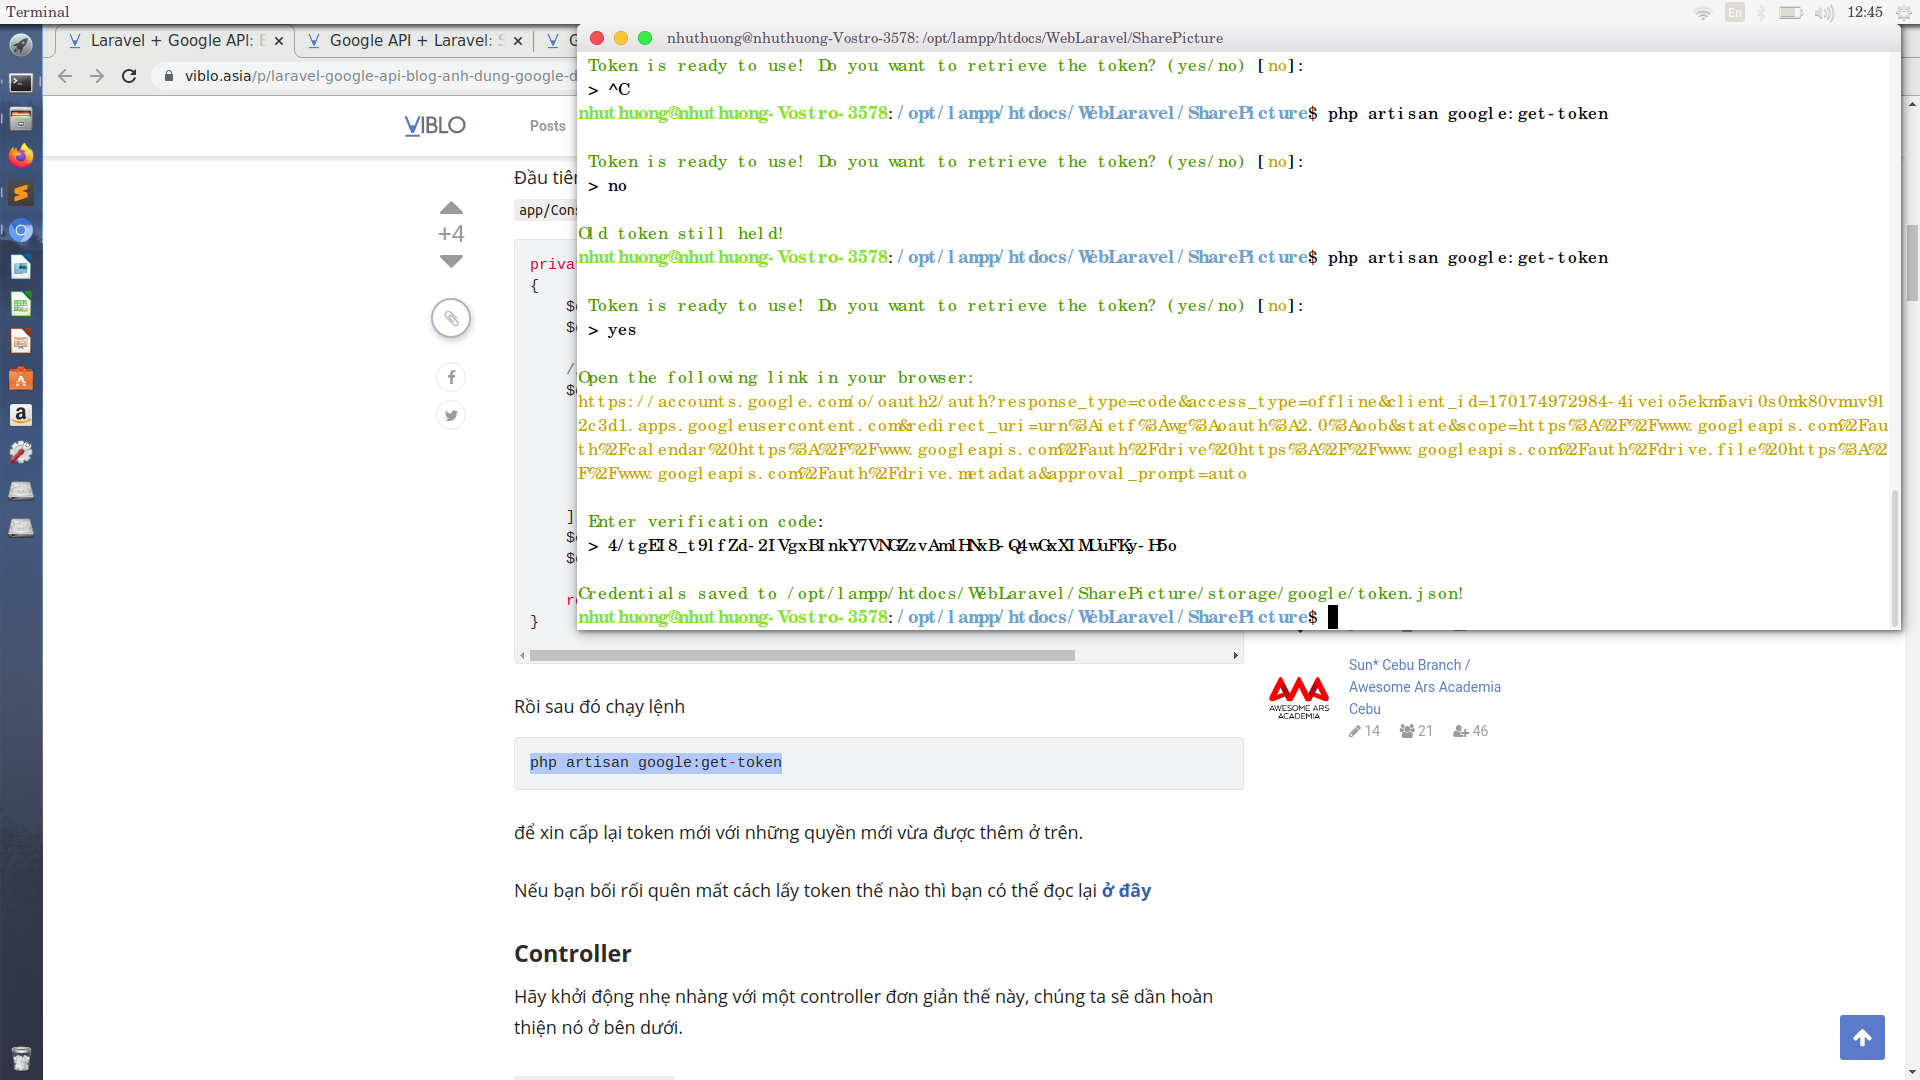 Terminal
En
12:45
Laravel + Google API:
Google API + Laravel:
viblo.asia/p/laravel-google-api-blog-anh-dung-google-d
nhuthuong@nhuthuong-Vostro-3578: /opt/lampp/htdocs/WebLaravel/SharePicture
Token is ready to use! Do you want to retrieve the token? (yes/no) [no]:
> ^C
nhuthuong@nhuthuong-Vostro-3578:/opt/lampp/htdocs/WebLaravel/SharePicture$ php artisan google:get-token
Token is ready to use! Do you want to retrieve the token? (yes/no) [no]:
> no
Old token still held!
nhuthuong@nhuthuong-Vostro-3578:/opt/lampp/htdocs/WebLaravel/SharePicture$ php artisan google:get-token
Token is ready to use! Do you want to retrieve the token? (yes/no) [no]:
> yes
Open the following link in your browser:
https://accounts.google.com/o/oauth2/auth?response_type=code&access_type=offline&client_id=170174972984-4iveio5ekm5avi0s0mk80vmuv9l
2c3d1.apps.googleusercontent.com&redirect_uri=urn%3Aietf%3Awg%3Aoauth%3A2.0%3Aoob&state&scope=https%3A%2F%2Fwww.googleapis.com%2Fau
th%2Fcalendar%20https%3A%2F%2Fwww.googleapis.com%2Fauth%2Fdrive%20https%3A%2F%2Fwww.googleapis.com%2Fauth%2Fdrive.file%20https%3A%2
F%2Fwww.googleapis.com%2Fauth%2Fdrive.metadata&approval_prompt=auto
Enter verification code:
> 4/tgEI8_t9lfZd-2IVgxBInkY7VNGZzvAm1HNxB-Q4wGxXIMUuFKy-H5o
Credentials saved to /opt/lampp/htdocs/WebLaravel/SharePicture/storage/google/token.json!
nhuthuong@nhuthuong-Vostro-3578:/opt/lampp/htdocs/WebLaravel/SharePicture$
VIBLO
Posts
+4
Đầu tiên
app/Cons
priva
{
$
$
/
$
]
$
$
re
}
Rồi sau đó chạy lệnh
php artisan google:get-token
để xin cấp lại token mới với những quyền mới vừa được thêm ở trên.
Nếu bạn bối rối quên mất cách lấy token thế nào thì bạn có thể đọc lại ở đây
Controller
Hãy khởi động nhẹ nhàng với một controller đơn giản thế này, chúng ta sẽ dần hoàn
thiện nó ở bên dưới.
AWESOME ARS
ACADEMIA
Sun* Cebu Branch /
Awesome Ars Academia
Cebu
14 21 46